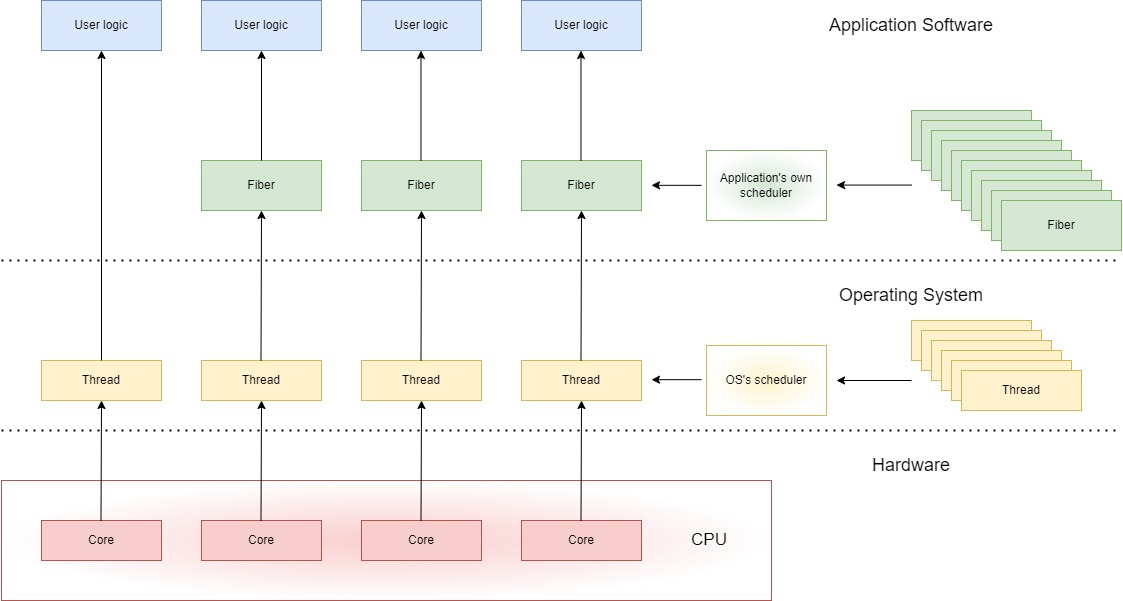 User logic
User logic
User logic
User logic
Application Software
Fiber
Fiber
Fiber
Application's own
scheduler
Fiber
Operating System
Thread
Thread
Thread
Thread
OS's scheduler
Thread
Hardware
Core
Core
Core
Core
CPU